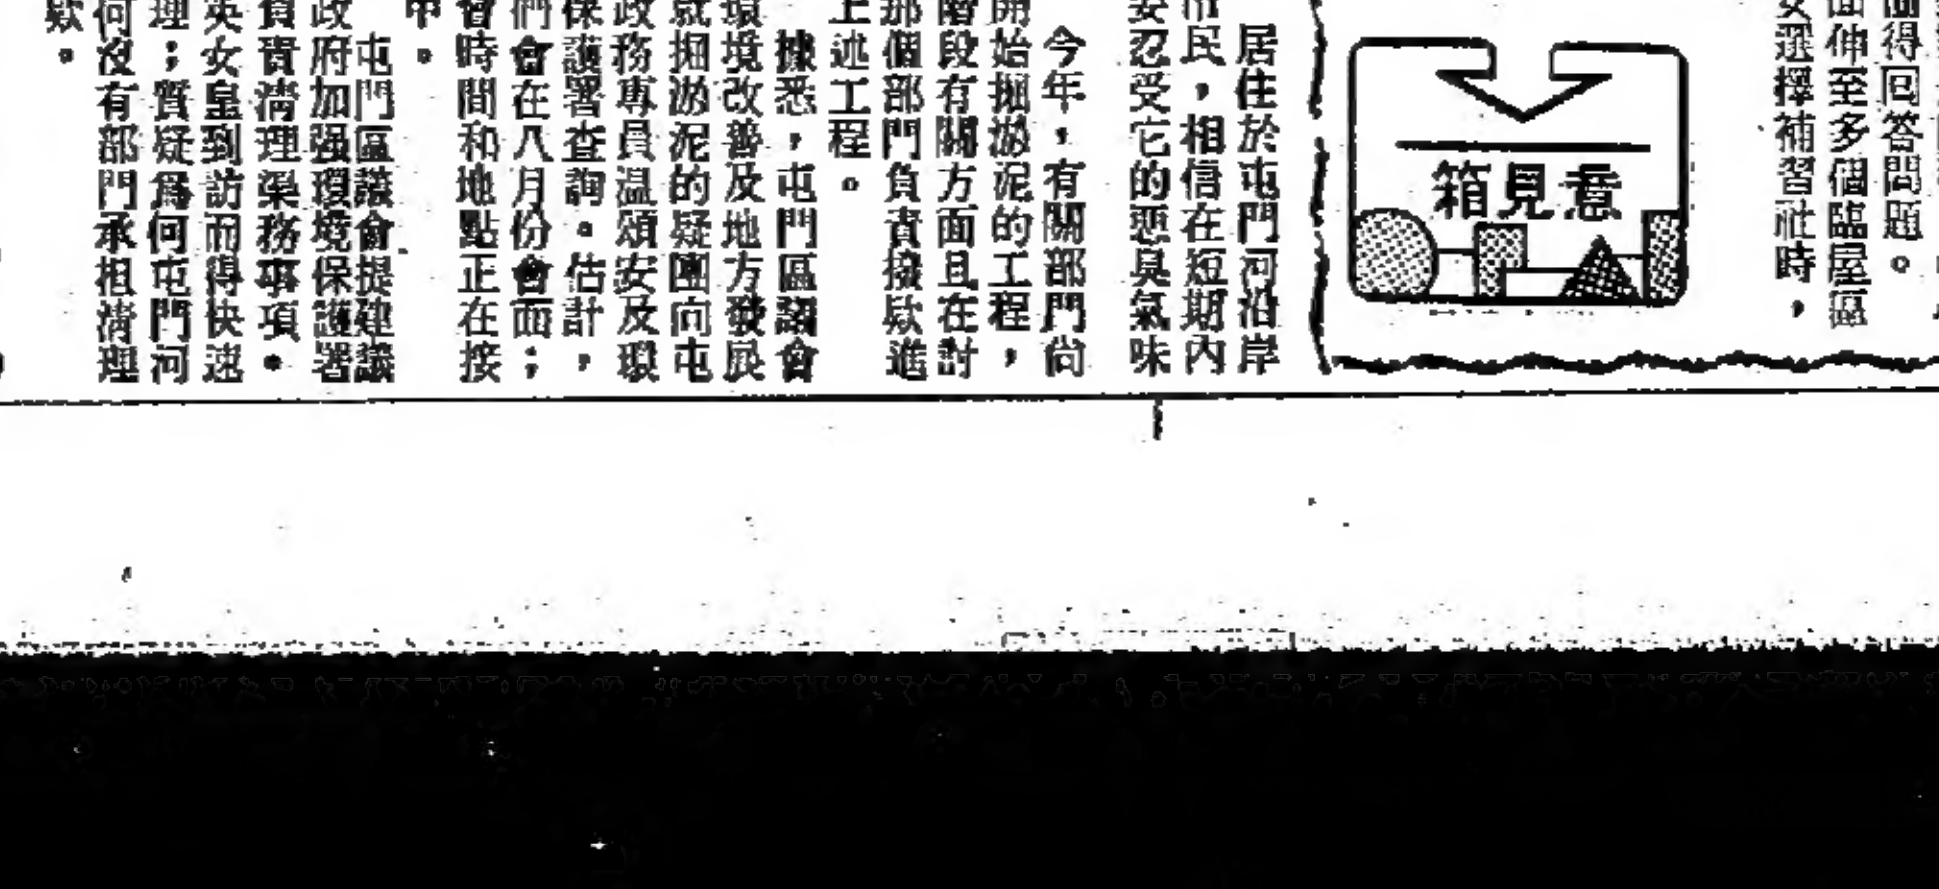 得回答問題。
面伸至多個臨屋區
選擇補習社時，
意見箱
居住於屯門河沿岸
市民，相信在短期內
要忍受它的惡臭氣味
今年，有關部門尚
開始掘淤泥的工程，
階段有關方面且在討
那個部門負責撥款進
上述工程。
據悉，屯門區議會
環境改善及地方發展
就掘淤泥的疑團向屯
政務專員溫頌安及環
保護署查詢。估計，
們會在八月份會面；
會時間和地點正在接
中。
屯門區議會提建議
政府加强環境保護署
負責清理渠務事項。
英女皇到訪而得快速
理；質疑爲何屯門河
何沒有部門承担清理
款。